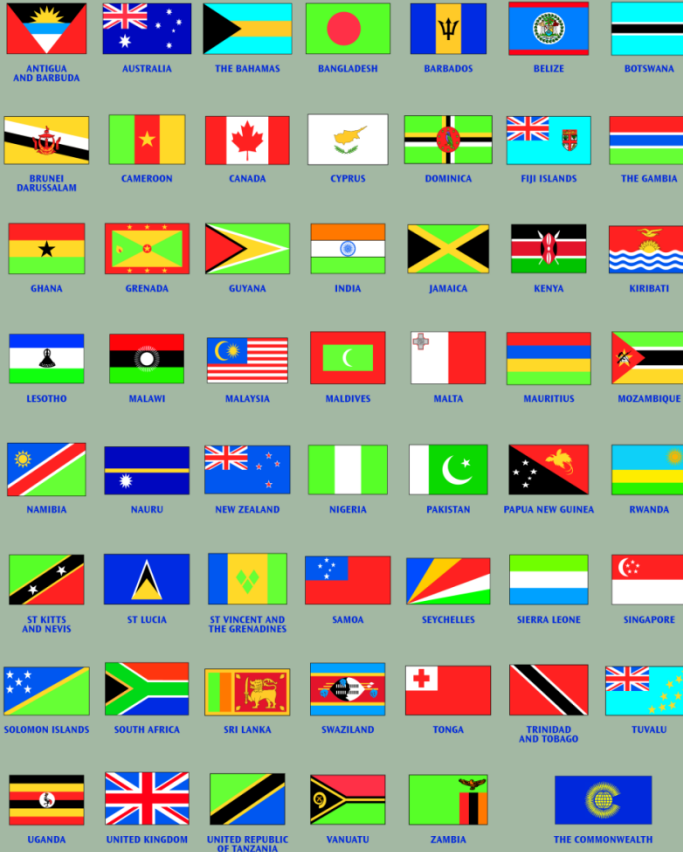 ANTIGUA
AND BARBUDA
AUSTRALIA
THE BAHAMAS
BANGLADESH
BARBADOS
BELIZE
BOTSWANA
BRUNEI
DARUSSALAM
CAMEROON
CANADA
CYPRUS
DOMINICA
FIJI ISLANDS
THE GAMBIA
GHANA
GRENADA
GUYANA
INDIA
JAMAICA
KENYA
KIRIBATI
LESOTHO
MALAWI
MALAYSIA
MALDIVES
MALTA
MAURITIUS
MOZAMBIQUE
NAMIBIA
NAURU
NEW ZEALAND
NIGERIA
PAKISTAN
PAPUA NEW GUINEA
RWANDA
ST KITTS
AND NEVIS
ST LUCIA
ST VINCENT AND
THE GRENADINES
SAMOA
SEYCHELLES
SIERRA LEONE
SINGAPORE
SOLOMON ISLANDS
SOUTH AFRICA
SRI LANKA
SWAZILAND
TONGA
TRINIDAD
AND TOBAGO
TUVALU
UGANDA
UNITED KINGDOM
UNITED REPUBLIC
OF TANZANIA
VANUATU
ZAMBIA
THE COMMONWEALTH